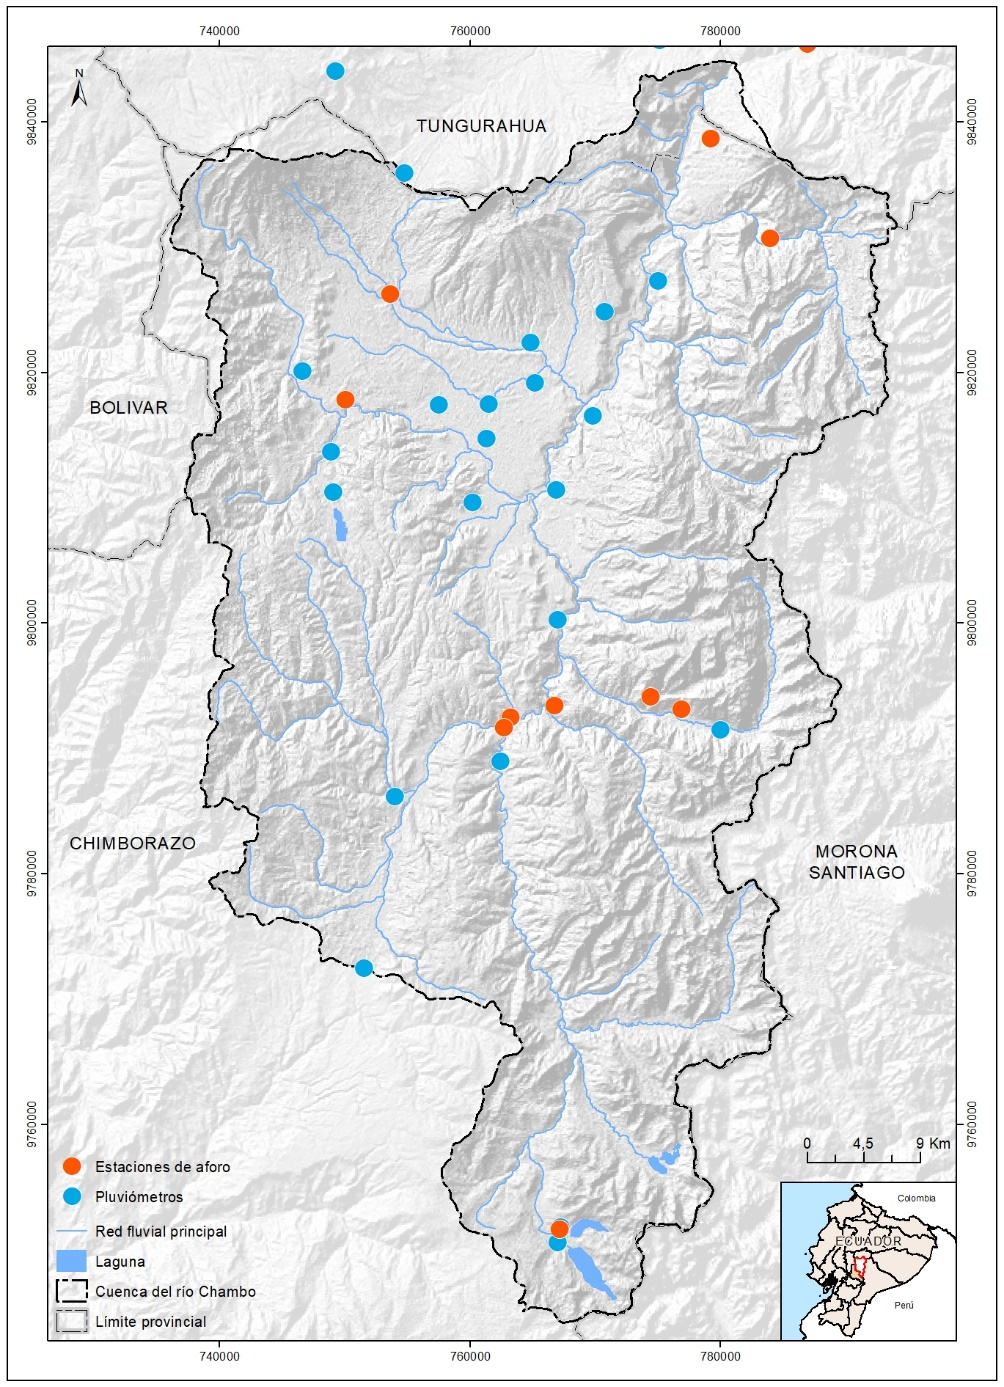 740000
760000
780000
N
9840000
9840000
TUNGURAHUA
9820000
9820000
BOLIVAR
9800000
9800000
CHIMBORAZO
MORONA
SANTIAGO
9780000
9780000
9760000
9760000
0 4,5 9 Km
Estaciones de aforo
Pluviómetros
Red fluvial principal
Laguna
Cuenca del río Chambo
Límite provincial
Colombia
ECUADOR
Perú
740000
760000
780000